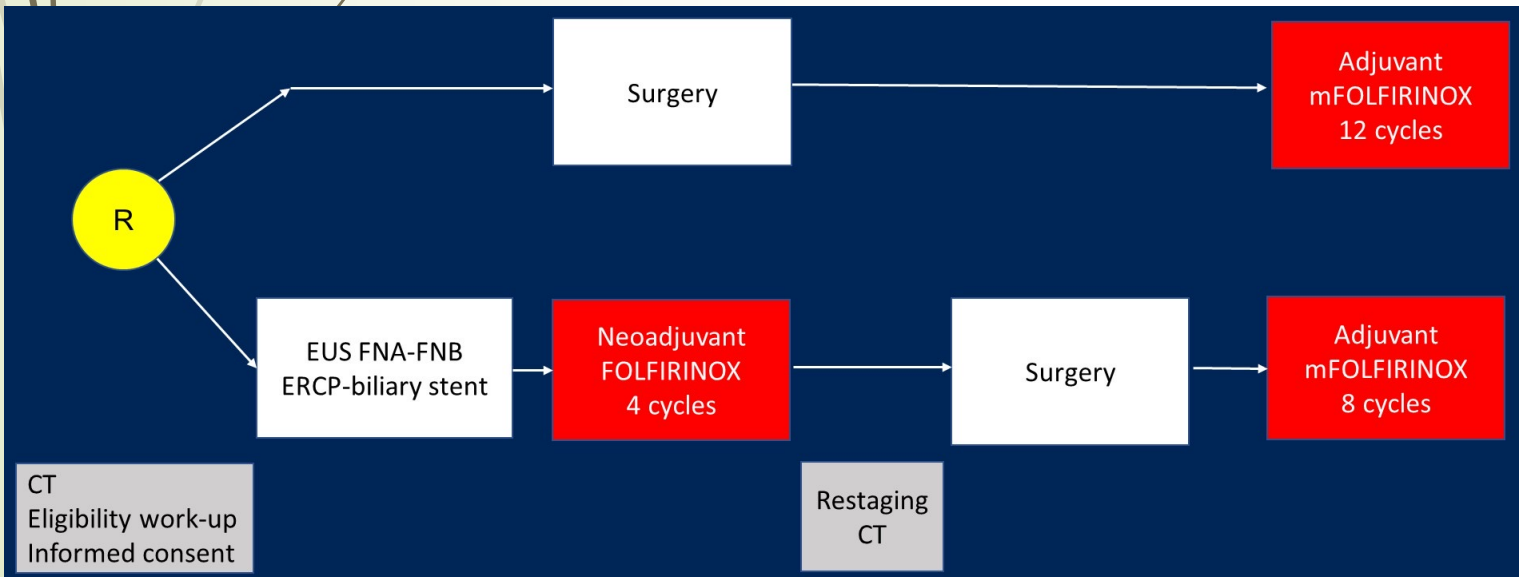 Surgery
Adjuvant
mFOLFIRINOX
12 cycles
R
EUS FNA-FNB
ERCP-biliary stent
Neoadjuvant
FOLFIRINOX
4 cycles
Surgery
Adjuvant
mFOLFIRINOX
8 cycles
CT
Eligibility work-up
Informed consent
Restaging
CT